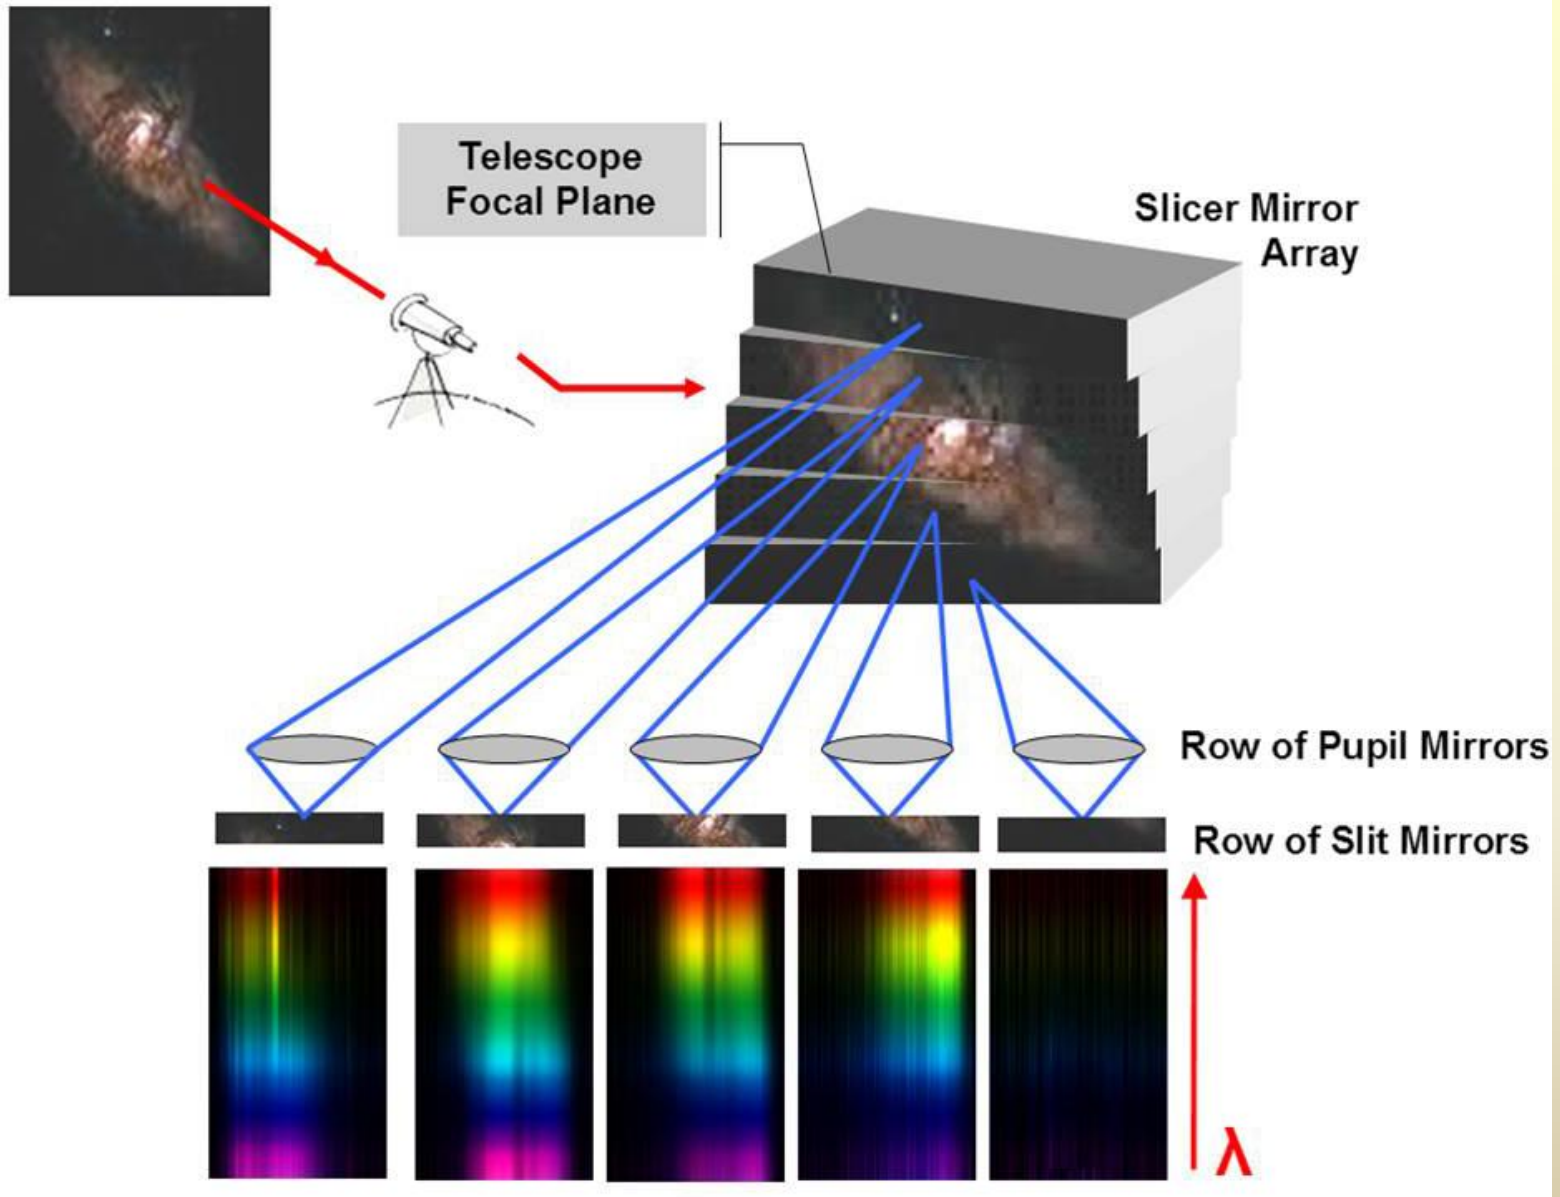 Telescope
Focal Plane
Slicer Mirror
Array
Row of Pupil Mirrors
Row of Slit Mirrors
λ